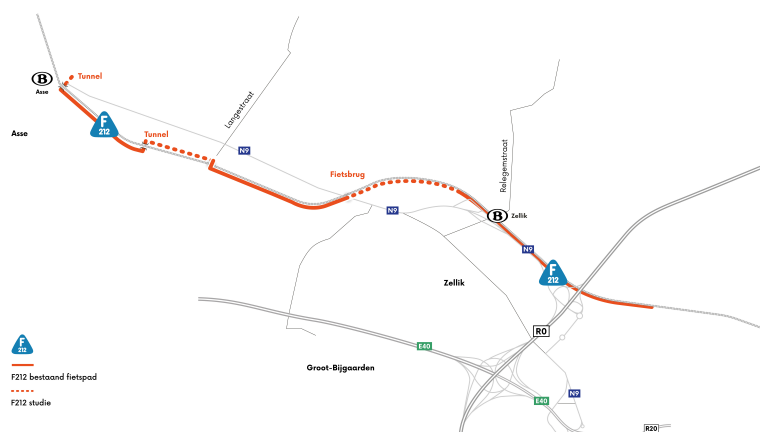 Tunnel
B
Asse
Langestraat
F
212
Asse
Tunnel
N9
Relegemstraat
Fietsbrug
N9
B
Zellik
N9
F
212
Zellik
R0
E40
F
212
Groot-Bijgaarden
F212 bestaand fietspad
N9
E40
F212 studie
R20